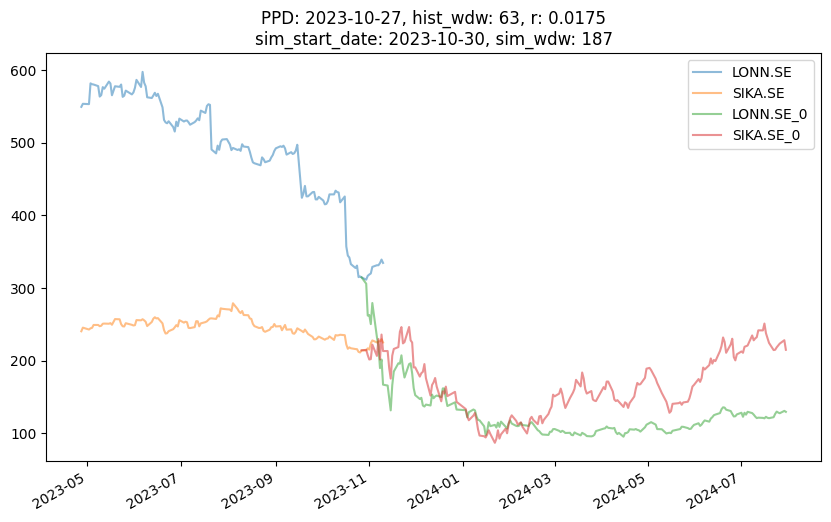 PPD: 2023-10-27, hist_wdw: 63, r: 0.0175
sim_start_date: 2023-10-30, sim_wdw: 187
LONN.SE
SIKA.SE
LONN.SE_0
SIKA.SE_0
600
500
400
300
200
100
2023-05
2023-07
2023-09
2023-11
2024-01
2024-03
2024-05
2024-07